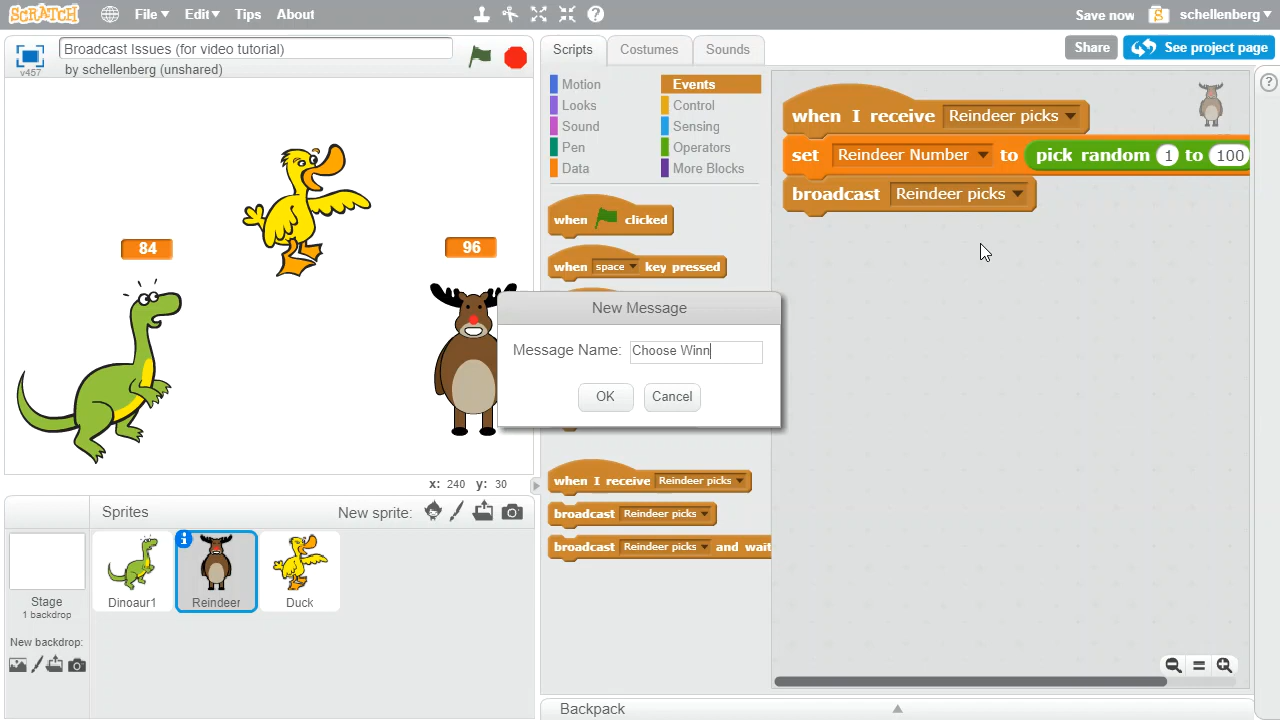 SCRATCH File Edit Tips About Save now schellenberg
Broadcast Issues (for video tutorial)
by schellenberg (unshared)
v457
Scripts Costumes Sounds
Share See project page
Motion Events
Looks Control
Sound Sensing
Pen Operators
Data More Blocks
when clicked
when space key pressed
when I receive Reindeer picks
broadcast Reindeer picks
broadcast Reindeer picks and wait
when I receive Reindeer picks
set Reindeer Number to pick random 1 to 100
broadcast Reindeer picks
84
96
New Message
Message Name: Choose Winn
OK Cancel
x: 240 y: 30
Sprites New sprite:
Stage
1 backdrop
New backdrop:
Dinoaur1 Reindeer Duck
Backpack